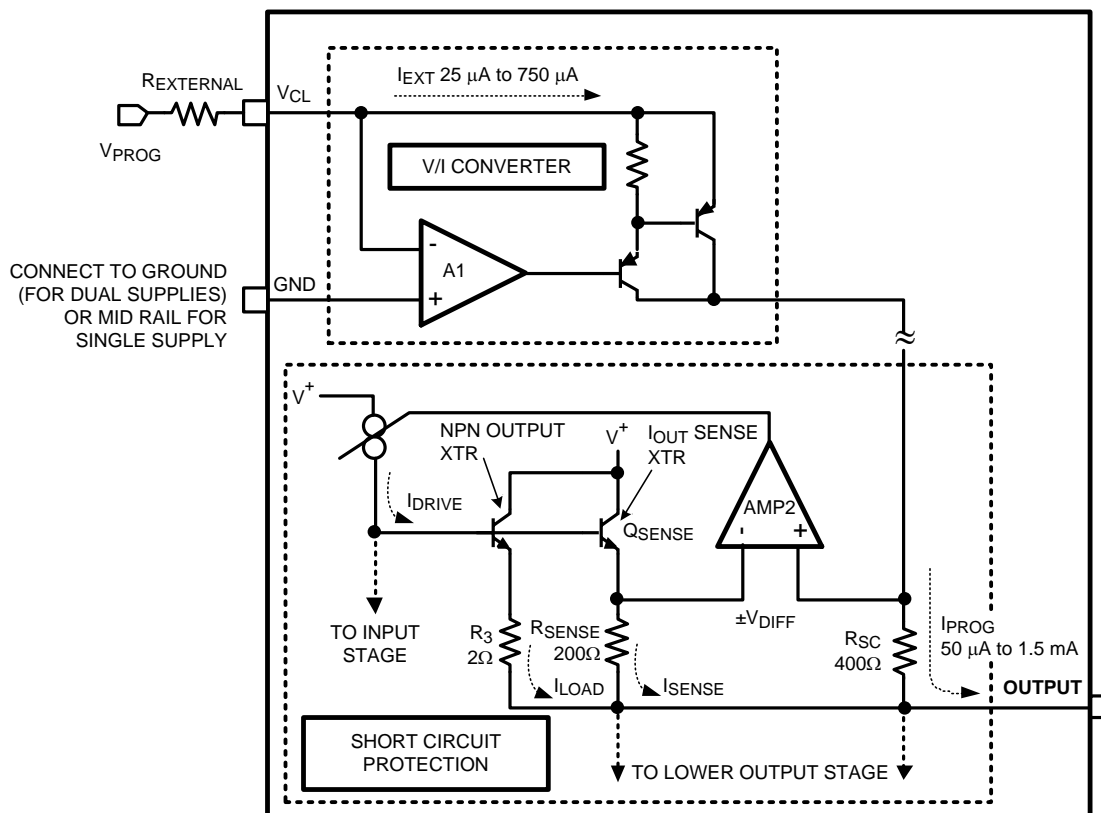 REXTERNAL
VCL
VPROG
IEXT 25 µA to 750 µA
V/I CONVERTER
-
A1
+
CONNECT TO GROUND
(FOR DUAL SUPPLIES)
OR MID RAIL FOR
SINGLE SUPPLY
GND
≈
V+
NPN OUTPUT
XTR
V+
IOUT SENSE
XTR
IDRIVE
QSENSE
AMP2
-
+
±VDIFF
TO INPUT
STAGE
R3
2Ω
RSENSE
200Ω
ILOAD
ISENSE
RSC
400Ω
IPROG
50 µA to 1.5 mA
OUTPUT
SHORT CIRCUIT
PROTECTION
TO LOWER OUTPUT STAGE